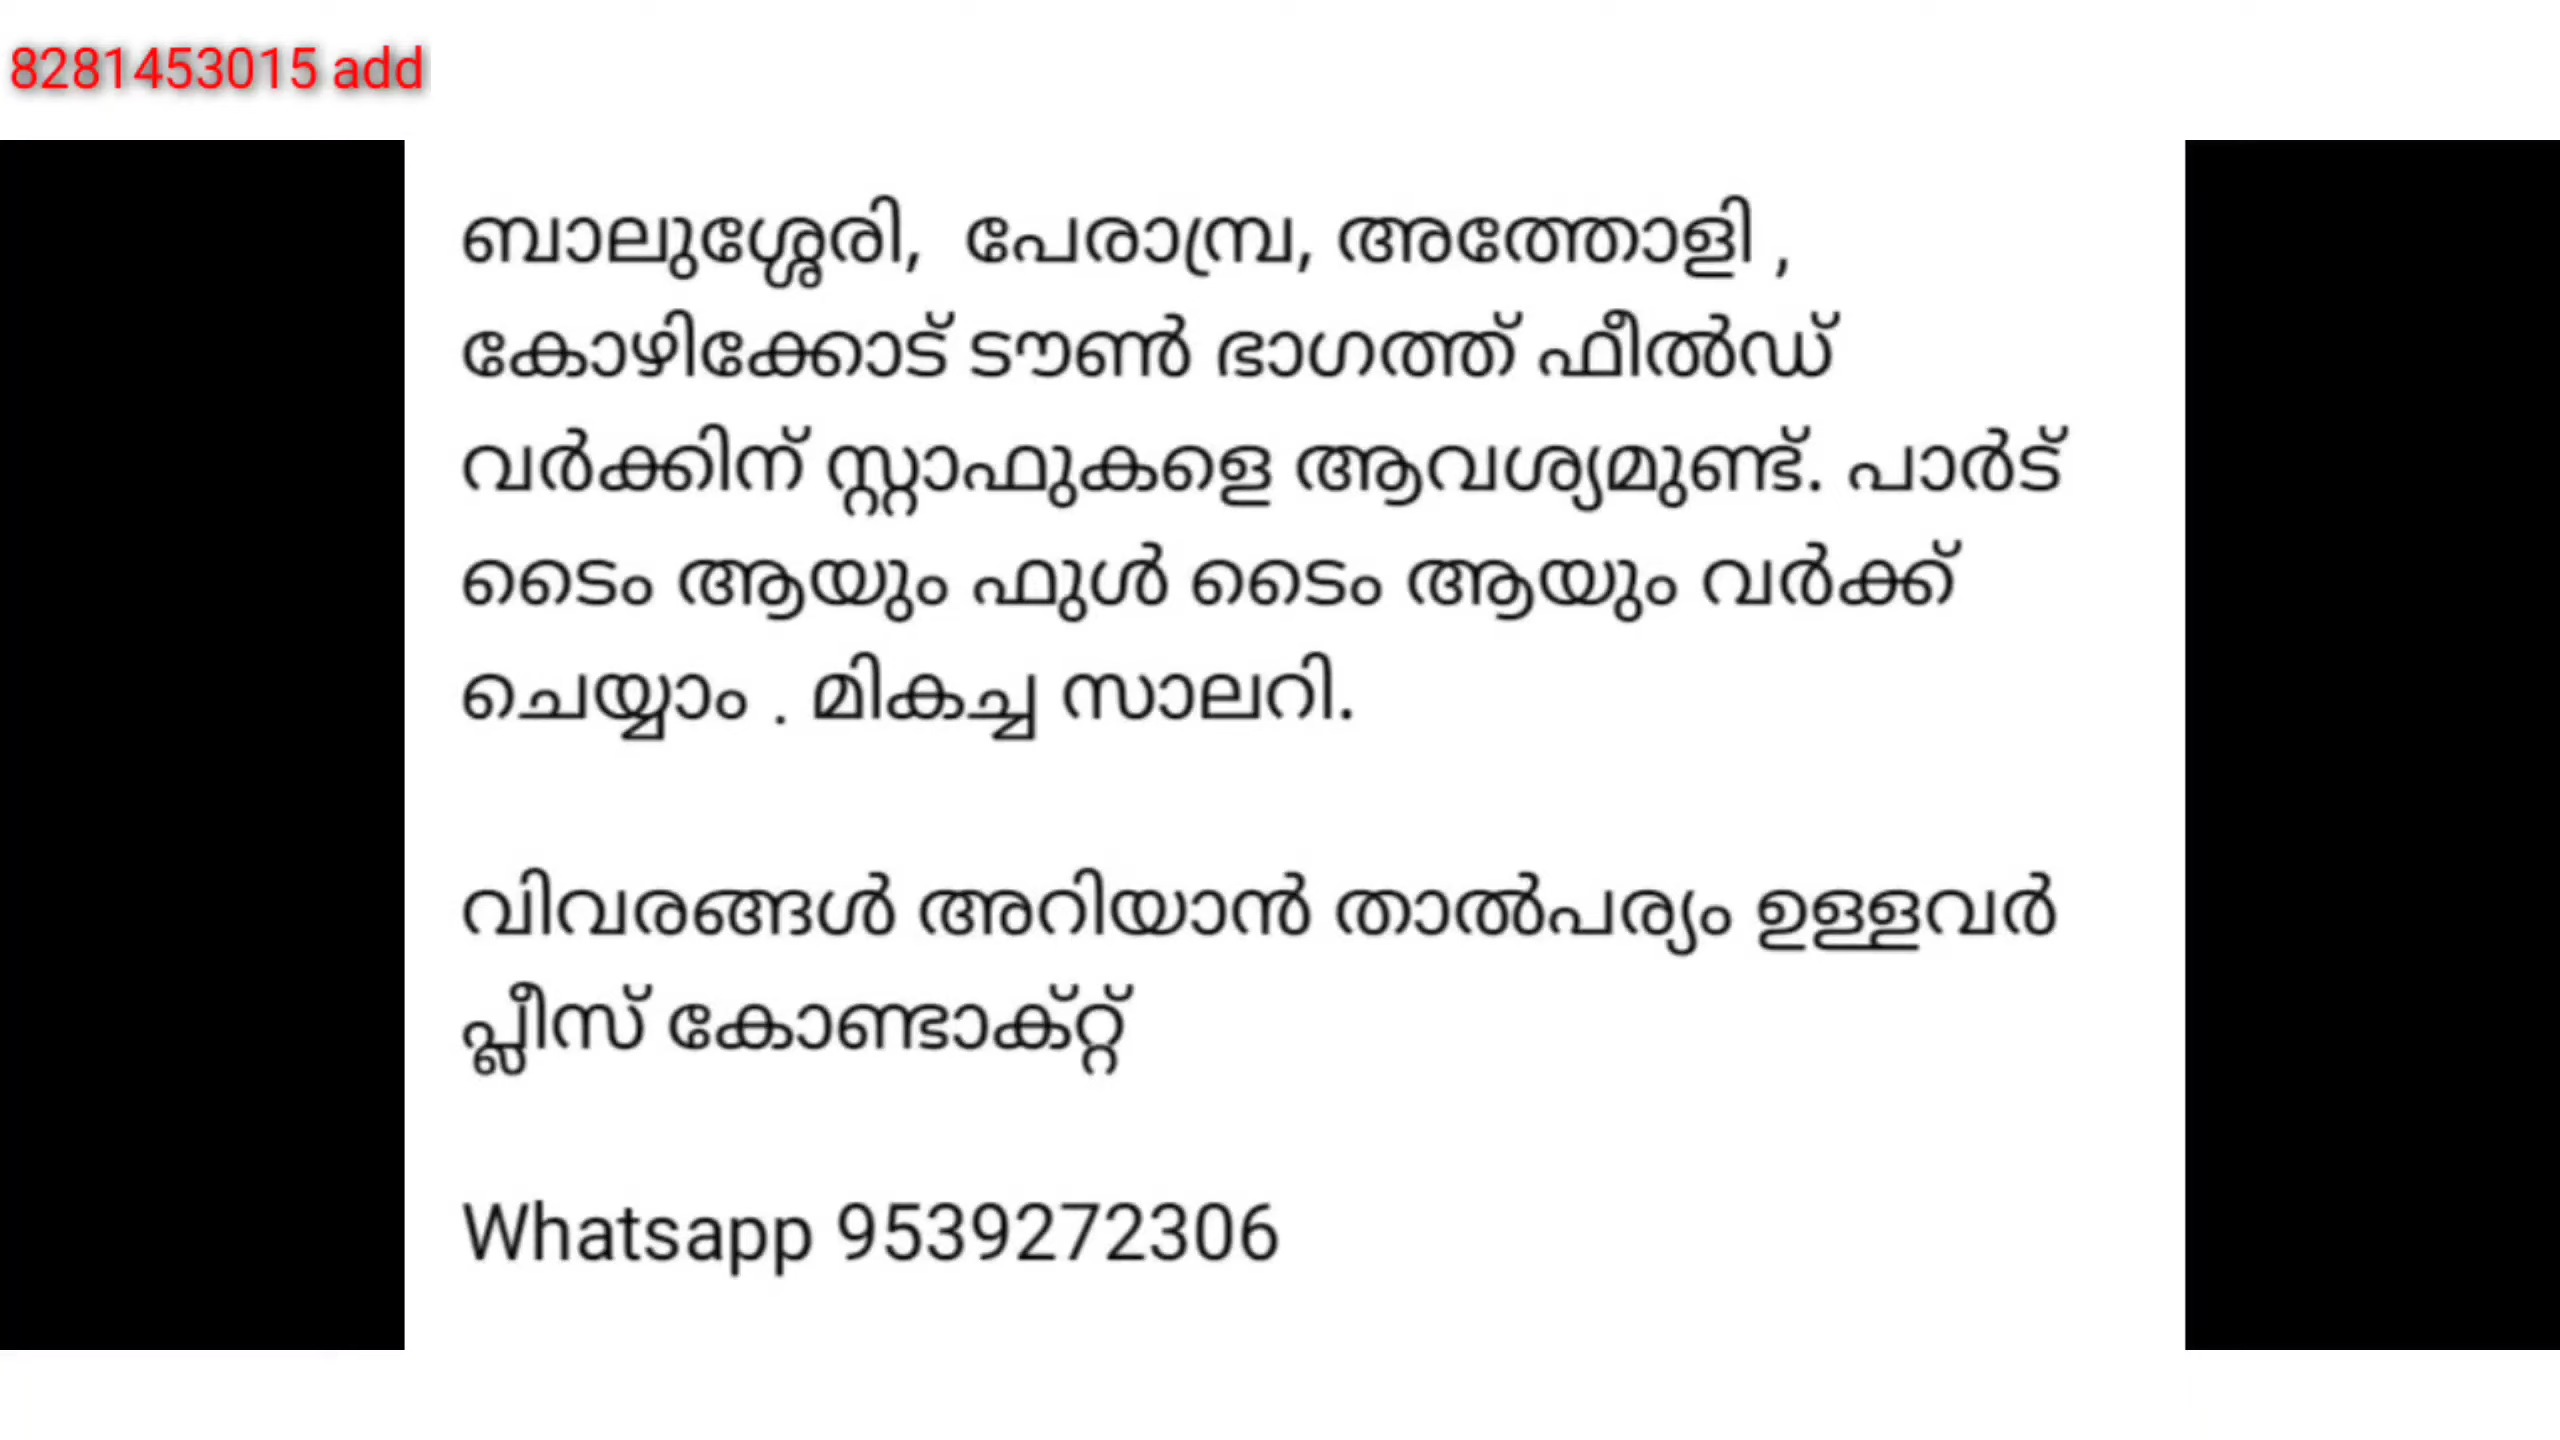 8281453015 add
ബാലുശ്ശേരി, പേരാമ്പ്ര, അത്തോളി ,
കോഴിക്കോട് ടൗൺ ഭാഗത്ത് ഫീൽഡ്
വർക്കിന് സ്റ്റാഫുകളെ ആവശ്യമുണ്ട്. പാർട്
ടൈം ആയും ഫുൾ ടൈം ആയും വർക്ക്
ചെയ്യാം . മികച്ച സാലറി.
വിവരങ്ങൾ അറിയാൻ താൽപര്യം ഉള്ളവർ
പ്ലീസ് കോണ്ടാക്റ്റ്
Whatsapp 9539272306